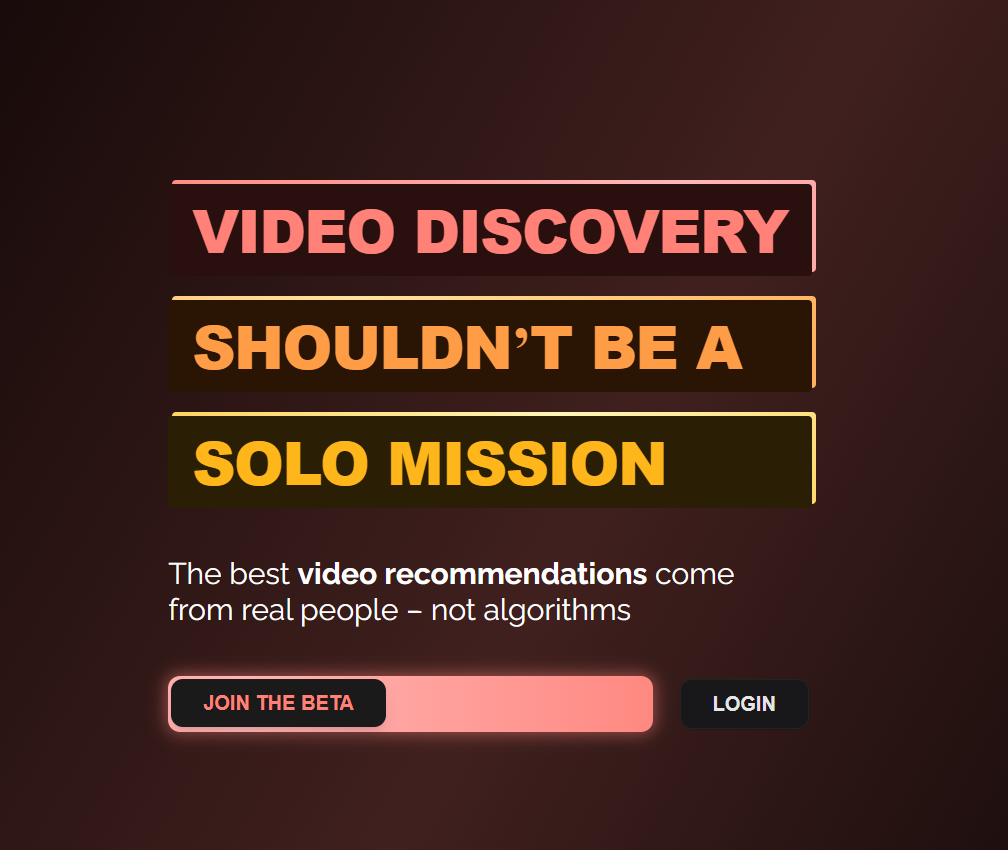 VIDEO DISCOVERY
SHOULDN’T BE A
SOLO MISSION
The best video recommendations come
from real people – not algorithms
JOIN THE BETA
LOGIN